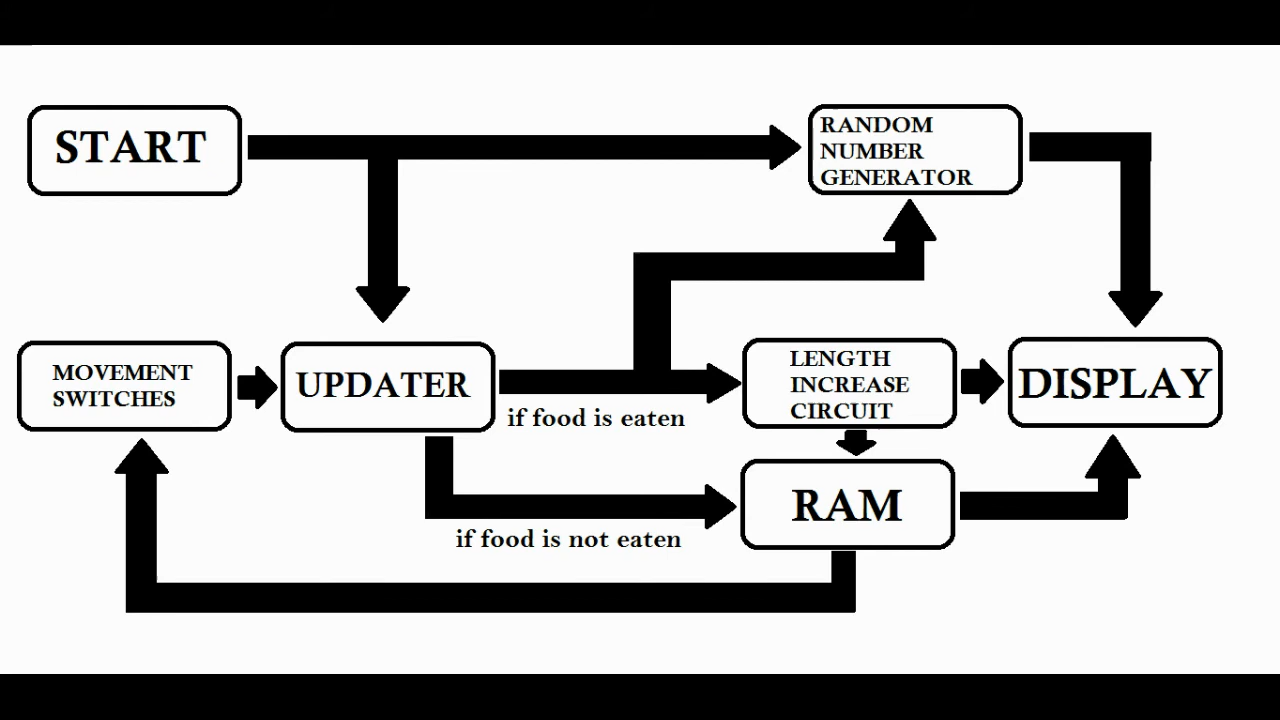 START
RANDOM
NUMBER
GENERATOR
MOVEMENT
SWITCHES
UPDATER
if food is eaten
LENGTH
INCREASE
CIRCUIT
DISPLAY
if food is not eaten
RAM